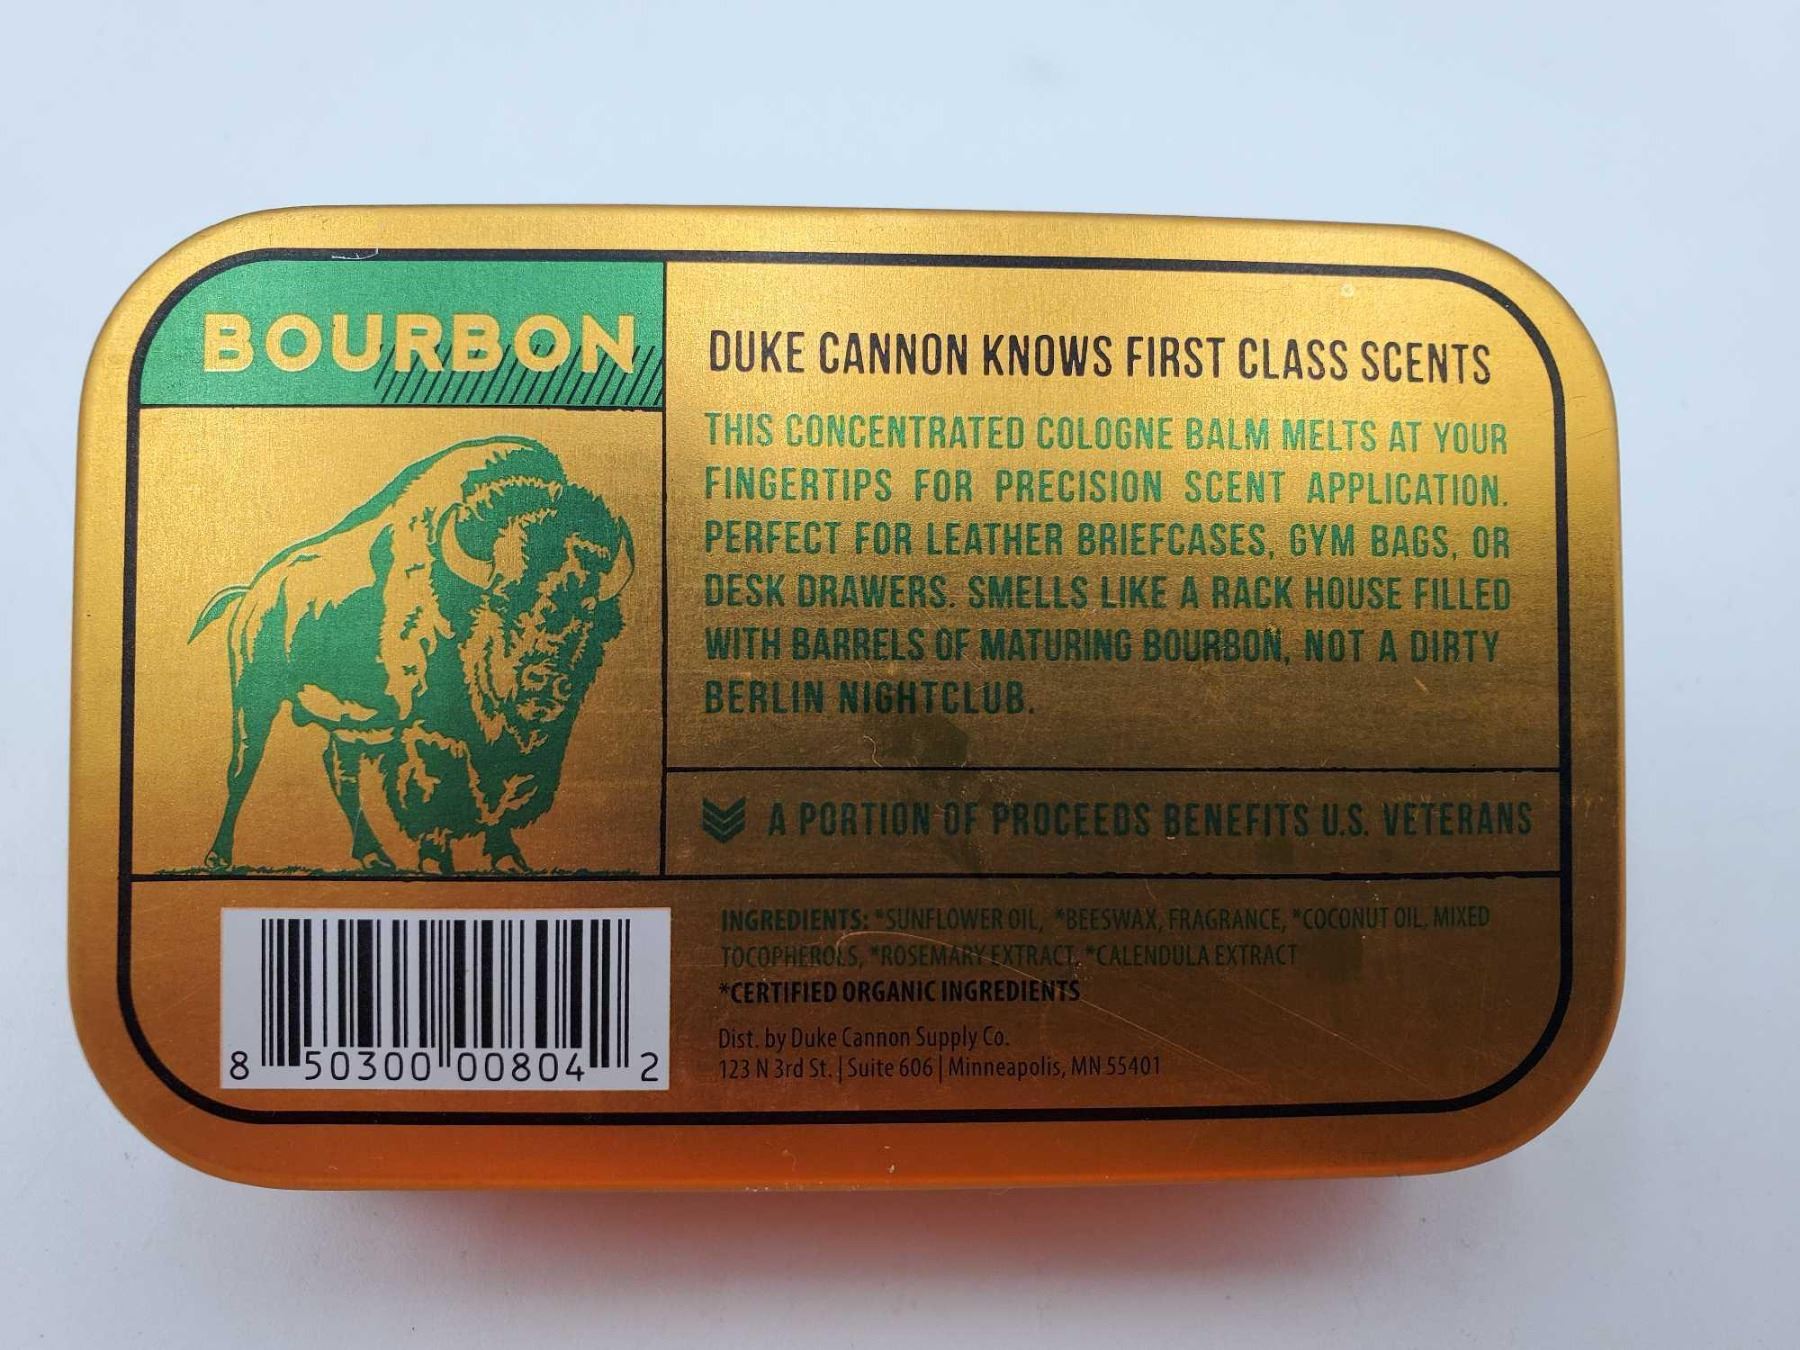 BOURBON
DUKE CANNON KNOWS FIRST CLASS SCENTS
THIS CONCENTRATED COLOGNE BALM MELTS AT YOUR
FINGERTIPS FOR PRECISION SCENT APPLICATION.
PERFECT FOR LEATHER BRIEFCASES, GYM BAGS, OR
DESK DRAWERS. SMELLS LIKE A RACK HOUSE FILLED
WITH BARRELS OF MATURING BOURBON, NOT A DIRTY
BERLIN NIGHTCLUB.
A PORTION OF PROCEEDS BENEFITS U.S. VETERANS
INGREDIENTS: *SUNFLOWER OIL, *BEESWAX, FRAGRANCE, *COCONUT OIL, MIXED
TOCOPHEROLS, *ROSEMARY EXTRACT, *CALENDULA EXTRACT
*CERTIFIED ORGANIC INGREDIENTS
Dist. by Duke Cannon Supply Co.
123 N 3rd St. | Suite 606 | Minneapolis, MN 55401
8 50300 00804 2